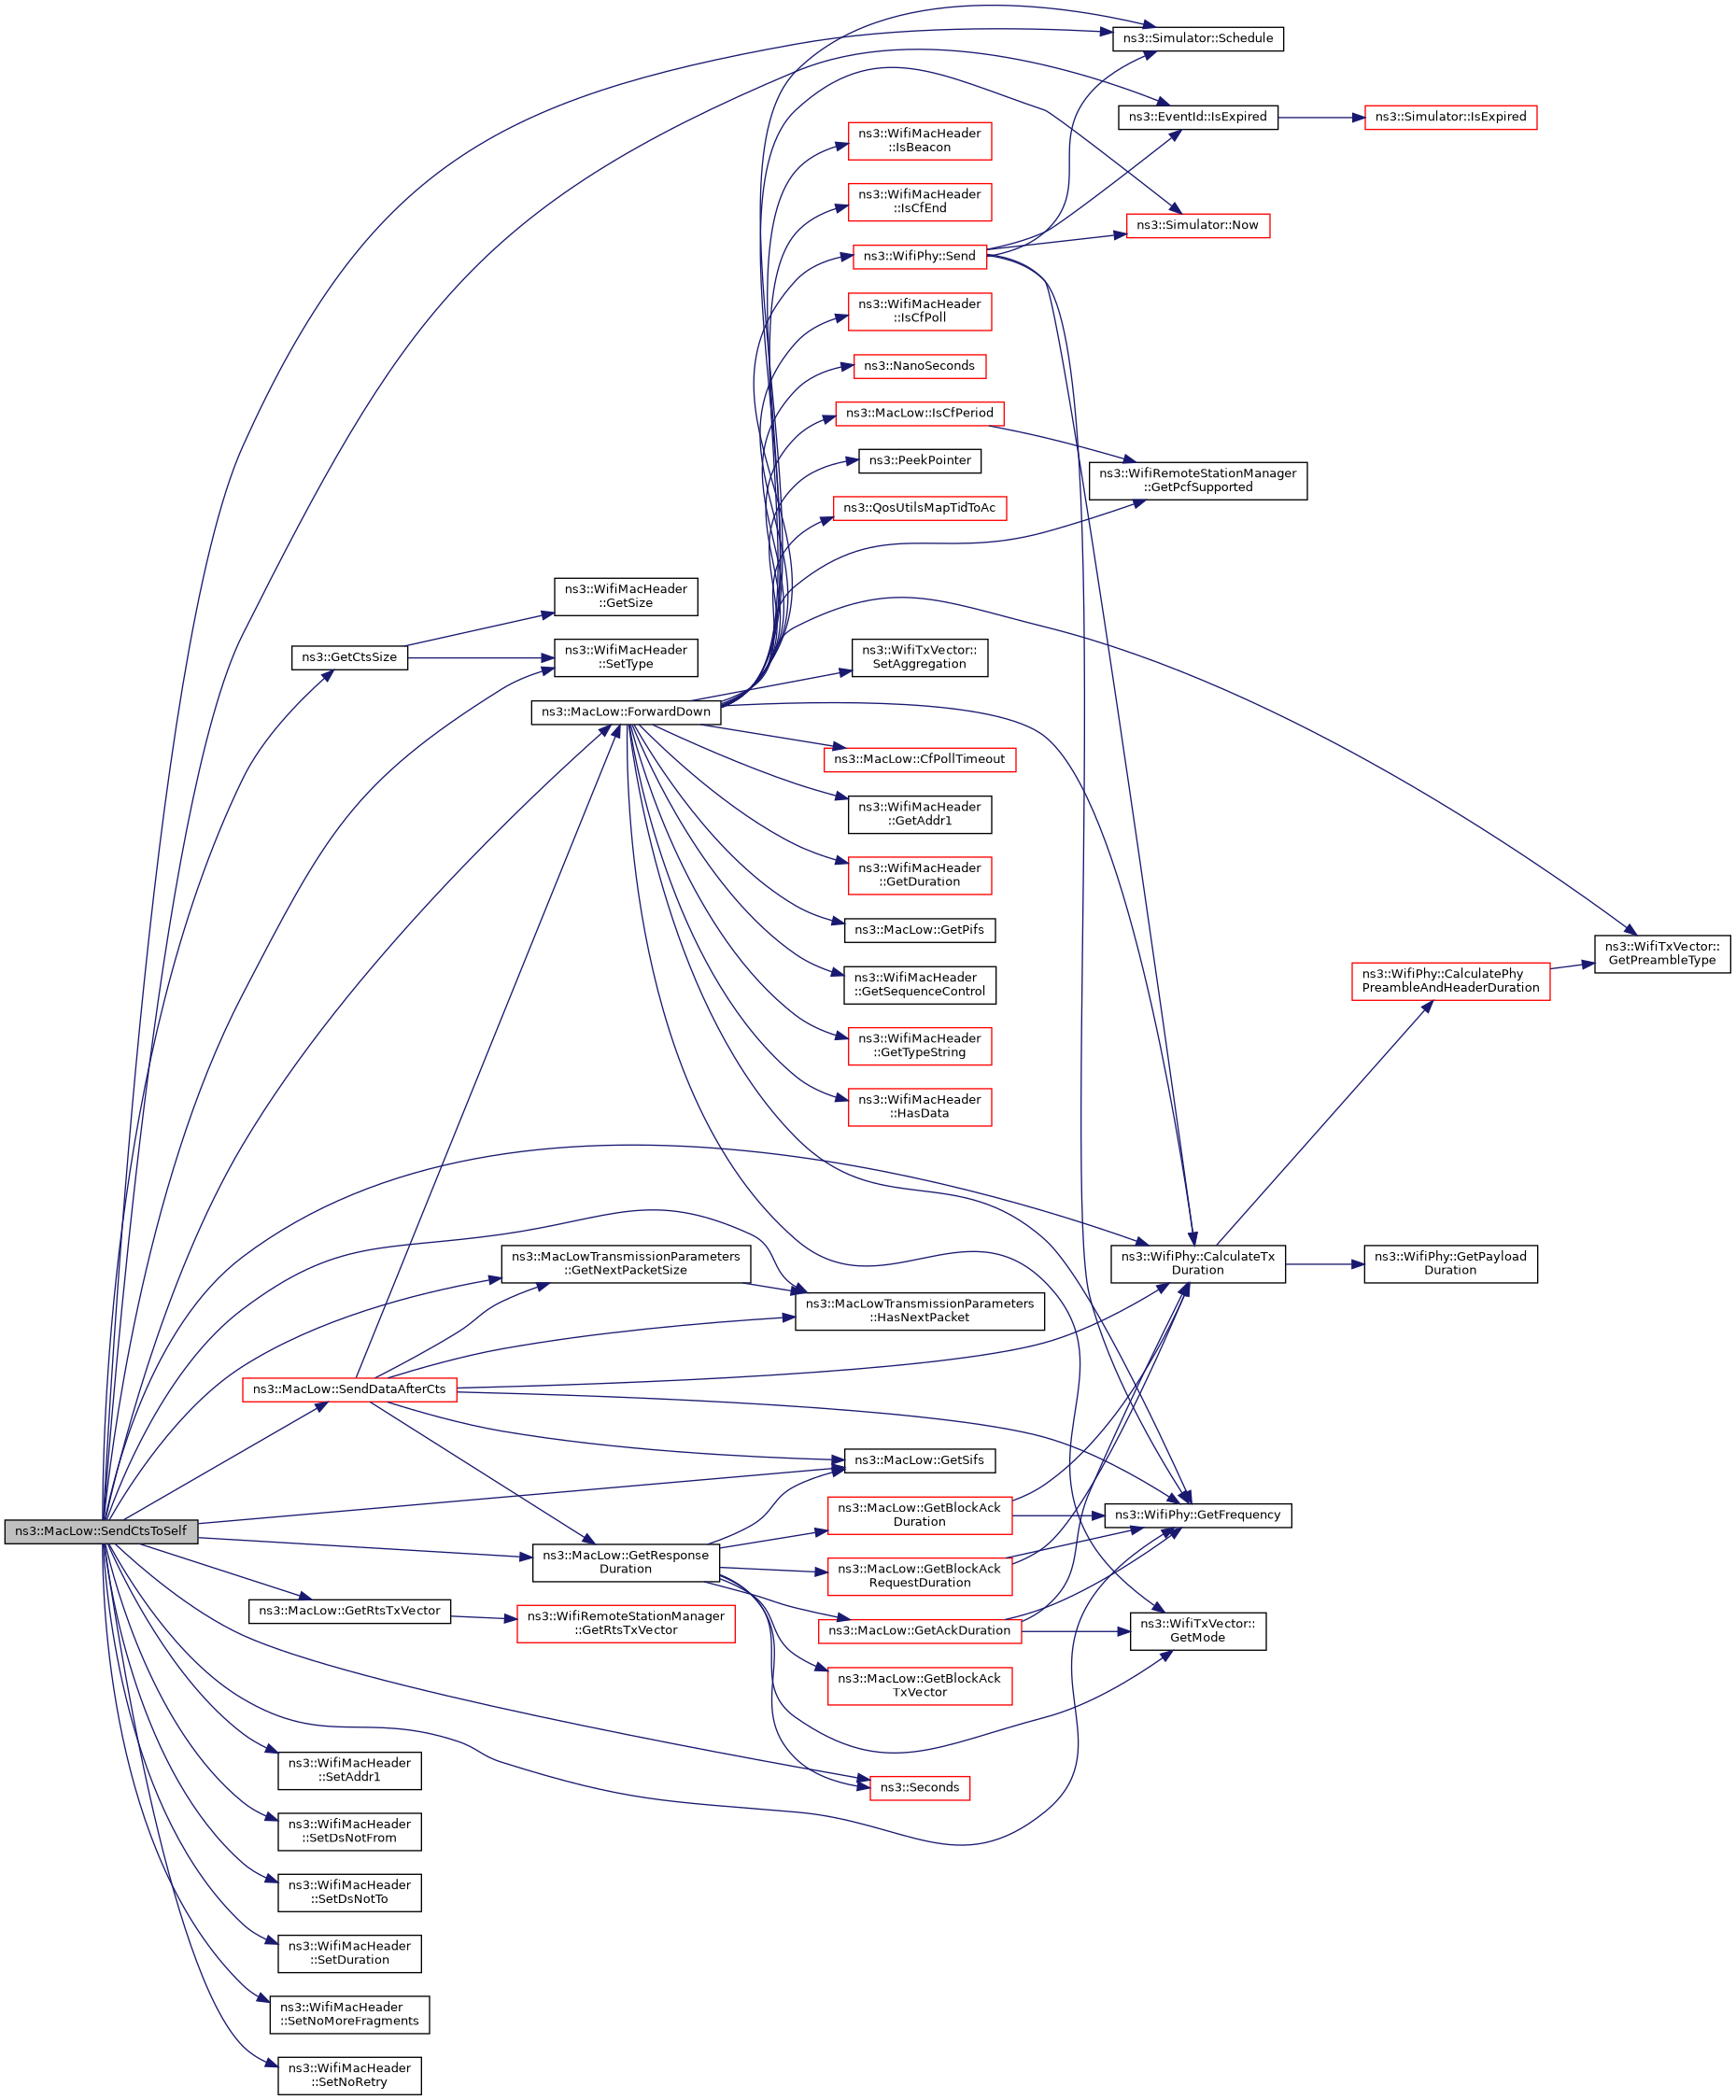 ns3::Simulator::Schedule
ns3::EventId::IsExpired
ns3::Simulator::IsExpired
ns3::WifiMacHeader
::IsBeacon
ns3::WifiMacHeader
::IsCfEnd
ns3::Simulator::Now
ns3::WifiPhy::Send
ns3::WifiMacHeader
::IsCfPoll
ns3::NanoSeconds
ns3::MacLow::IsCfPeriod
ns3::PeekPointer
ns3::WifiRemoteStationManager
::GetPcfSupported
ns3::QosUtilsMapTidToAc
ns3::WifiMacHeader
::GetSize
ns3::GetCtsSize
ns3::WifiMacHeader
::SetType
ns3::WifiTxVector::
SetAggregation
ns3::MacLow::ForwardDown
ns3::MacLow::CfPollTimeout
ns3::WifiMacHeader
::GetAddr1
ns3::WifiMacHeader
::GetDuration
ns3::MacLow::GetPifs
ns3::WifiTxVector::
GetPreambleType
ns3::WifiMacHeader
::GetSequenceControl
ns3::WifiPhy::CalculatePhy
PreambleAndHeaderDuration
ns3::WifiMacHeader
::GetTypeString
ns3::WifiMacHeader
::HasData
ns3::MacLowTransmissionParameters
::GetNextPacketSize
ns3::WifiPhy::CalculateTx
Duration
ns3::WifiPhy::GetPayload
Duration
ns3::MacLowTransmissionParameters
::HasNextPacket
ns3::MacLow::SendDataAfterCts
ns3::MacLow::GetSifs
ns3::MacLow::GetBlockAck
Duration
ns3::WifiPhy::GetFrequency
ns3::MacLow::SendCtsToSelf
ns3::MacLow::GetResponse
Duration
ns3::MacLow::GetBlockAck
RequestDuration
ns3::MacLow::GetRtsTxVector
ns3::WifiRemoteStationManager
::GetRtsTxVector
ns3::MacLow::GetAckDuration
ns3::WifiTxVector::
GetMode
ns3::MacLow::GetBlockAck
TxVector
ns3::WifiMacHeader
::SetAddr1
ns3::Seconds
ns3::WifiMacHeader
::SetDsNotFrom
ns3::WifiMacHeader
::SetDsNotTo
ns3::WifiMacHeader
::SetDuration
ns3::WifiMacHeader
::SetNoMoreFragments
ns3::WifiMacHeader
::SetNoRetry